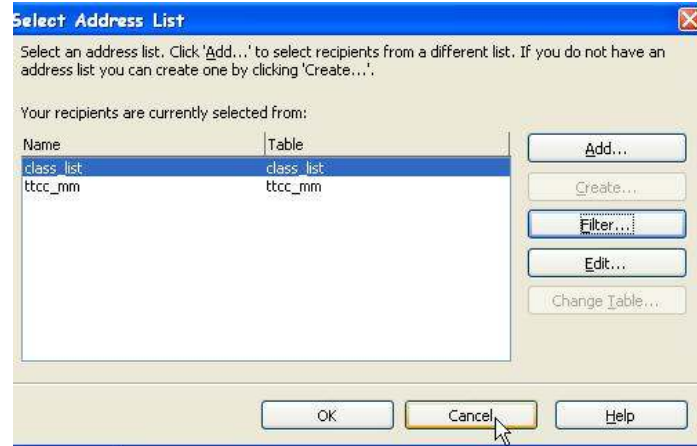 Select Address List
Select an address list. Click 'Add...' to select recipients from a different list. If you do not have an
address list you can create one by clicking 'Create...'.
Your recipients are currently selected from:
Name Table
class_list class_list
ttcc_mm ttcc_mm
Add...
Create...
Filter...
Edit...
Change Table...
OK Cancel Help